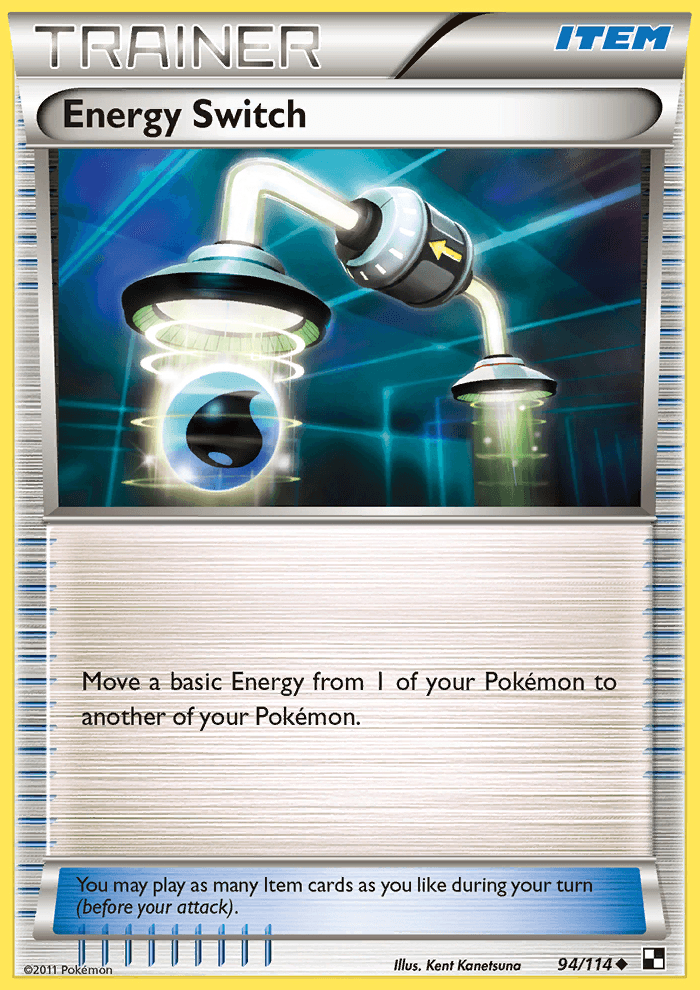 TRAINER
ITEM
Energy Switch
Move a basic Energy from 1 of your Pokémon to
another of your Pokémon.
You may play as many Item cards as you like during your turn
(before your attack).
©2011 Pokémon
Illus. Kent Kanetsuna
94/114